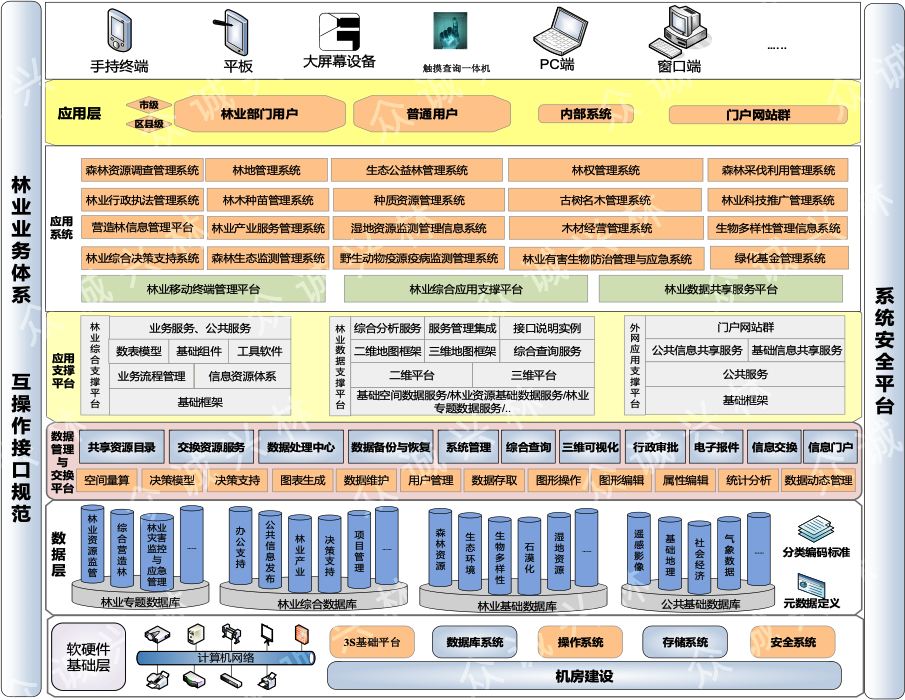 手持终端
平板
大屏幕设备
触摸查询一体机
PC端
窗口端
......
应用层
市级
区县级
林业部门用户
普通用户
内部系统
门户网站群
林业业务体系 互操作接口规范
系统安全平台
应用系统
森林资源调查管理系统
林地管理系统
生态公益林管理系统
林权管理系统
森林采伐利用管理系统
林业行政执法管理系统
林木种苗管理系统
种质资源管理系统
古树名木管理系统
林业科技推广管理系统
营造林信息管理平台
林业产业服务管理系统
湿地资源监测管理信息系统
木材经营管理系统
生物多样性管理信息系统
林业综合决策支持系统
森林生态监测管理系统
野生动物疫源疫病监测管理系统
林业有害生物防治管理与应急系统
绿化基金管理系统
林业移动终端管理平台
林业综合应用支撑平台
林业数据共享服务平台
应用支撑平台
林业综合支撑平台
业务服务、公共服务
数表模型
基础组件
工具软件
业务流程管理
信息资源体系
基础框架
林业数据支撑平台
综合分析服务
服务管理集成
接口说明实例
二维地图框架
三维地图框架
综合查询服务
二维平台
三维平台
基础空间数据服务/林业资源基础数据服务/林业
专题数据服务/..
外网应用支撑平台
门户网站群
公共信息共享服务
基础信息共享服务
公共服务
基础框架
数据管理与交换平台
共享资源目录
交换资源服务
数据处理中心
数据备份与恢复
系统管理
综合查询
三维可视化
行政审批
电子报件
信息交换
信息门户
空间量算
决策模型
决策支持
图表生成
数据维护
用户管理
数据存取
图形操作
图形编辑
属性编辑
统计分析
数据动态管理
数据层
林业资源监管
综合营造林
林业灾害监控与应急管理
......
林业专题数据库
办公支持
公共信息发布
林业产业
决策支持
项目管理
......
林业综合数据库
森林资源
生态环境
生物多样性
石漠化
湿地资源
......
林业基础数据库
遥感影像
基础地理
社会经济
气象数据
......
公共基础数据库
分类编码标准
元数据定义
软硬件
基础层
计算机网络
3S基础平台
数据库系统
操作系统
存储系统
安全系统
机房建设
众诚兴林